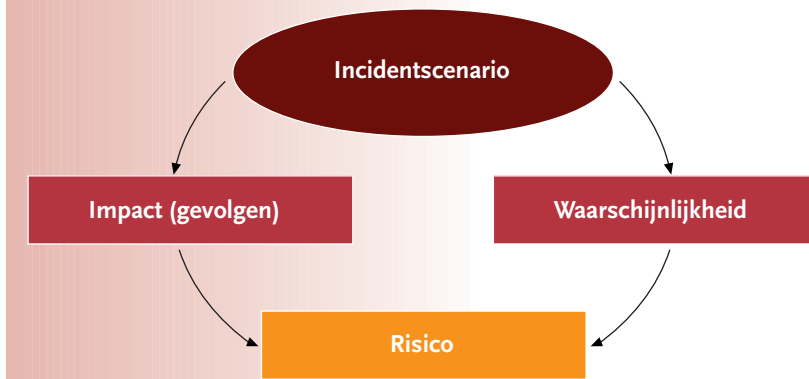 Incidentscenario
Impact (gevolgen)
Waarschijnlijkheid
Risico